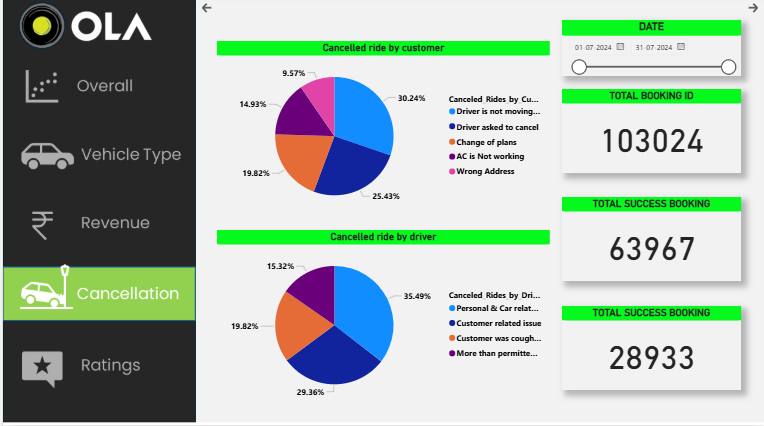 OLA
Overall
Vehicle Type
Revenue
Cancellation
Ratings
Cancelled ride by customer
9.57%
14.93%
30.24%
19.82%
25.43%
Canceled_Rides_by_Cu...
Driver is not moving...
Driver asked to cancel
Change of plans
AC is Not working
Wrong Address
Cancelled ride by driver
15.32%
35.49%
19.82%
29.36%
Canceled_Rides_by_Dri...
Personal & Car relat...
Customer related issue
Customer was cough...
More than permitte...
DATE
01-07-2024 31-07-2024
TOTAL BOOKING ID
103024
TOTAL SUCCESS BOOKING
63967
TOTAL SUCCESS BOOKING
28933